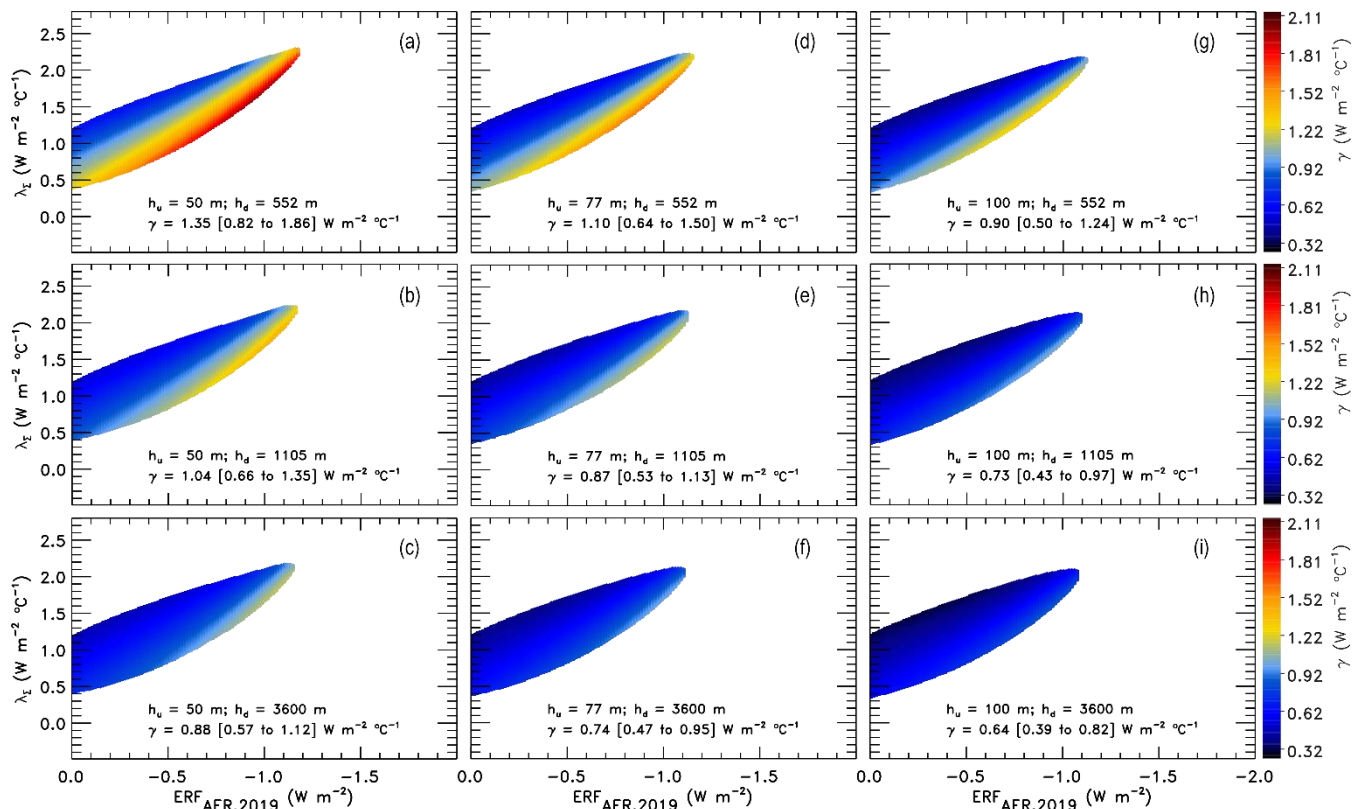 (a)
2.5
2.0
1.5
1.0
0.5
0.0
λΣ (W m−2 °C−1)
hu = 50 m; hd = 552 m
γ = 1.35 [0.82 to 1.86] W m−2 °C−1
(d)
hu = 77 m; hd = 552 m
γ = 1.10 [0.64 to 1.50] W m−2 °C−1
(g)
hu = 100 m; hd = 552 m
γ = 0.90 [0.50 to 1.24] W m−2 °C−1
2.11
1.81
1.52
1.22
0.92
0.62
0.32
γ (W m−2 °C−1)
(b)
2.5
2.0
1.5
1.0
0.5
0.0
λΣ (W m−2 °C−1)
hu = 50 m; hd = 1105 m
γ = 1.04 [0.66 to 1.35] W m−2 °C−1
(e)
hu = 77 m; hd = 1105 m
γ = 0.87 [0.53 to 1.13] W m−2 °C−1
(h)
hu = 100 m; hd = 1105 m
γ = 0.73 [0.43 to 0.97] W m−2 °C−1
2.11
1.81
1.52
1.22
0.92
0.62
0.32
γ (W m−2 °C−1)
(c)
2.5
2.0
1.5
1.0
0.5
0.0
λΣ (W m−2 °C−1)
hu = 50 m; hd = 3600 m
γ = 0.88 [0.57 to 1.12] W m−2 °C−1
0.0 −0.5 −1.0 −1.5
ERFAER,2019 (W m−2)
(f)
hu = 77 m; hd = 3600 m
γ = 0.74 [0.47 to 0.95] W m−2 °C−1
0.0 −0.5 −1.0 −1.5
ERFAER,2019 (W m−2)
(i)
hu = 100 m; hd = 3600 m
γ = 0.64 [0.39 to 0.82] W m−2 °C−1
0.0 −0.5 −1.0 −1.5 −2.0
ERFAER,2019 (W m−2)
2.11
1.81
1.52
1.22
0.92
0.62
0.32
γ (W m−2 °C−1)